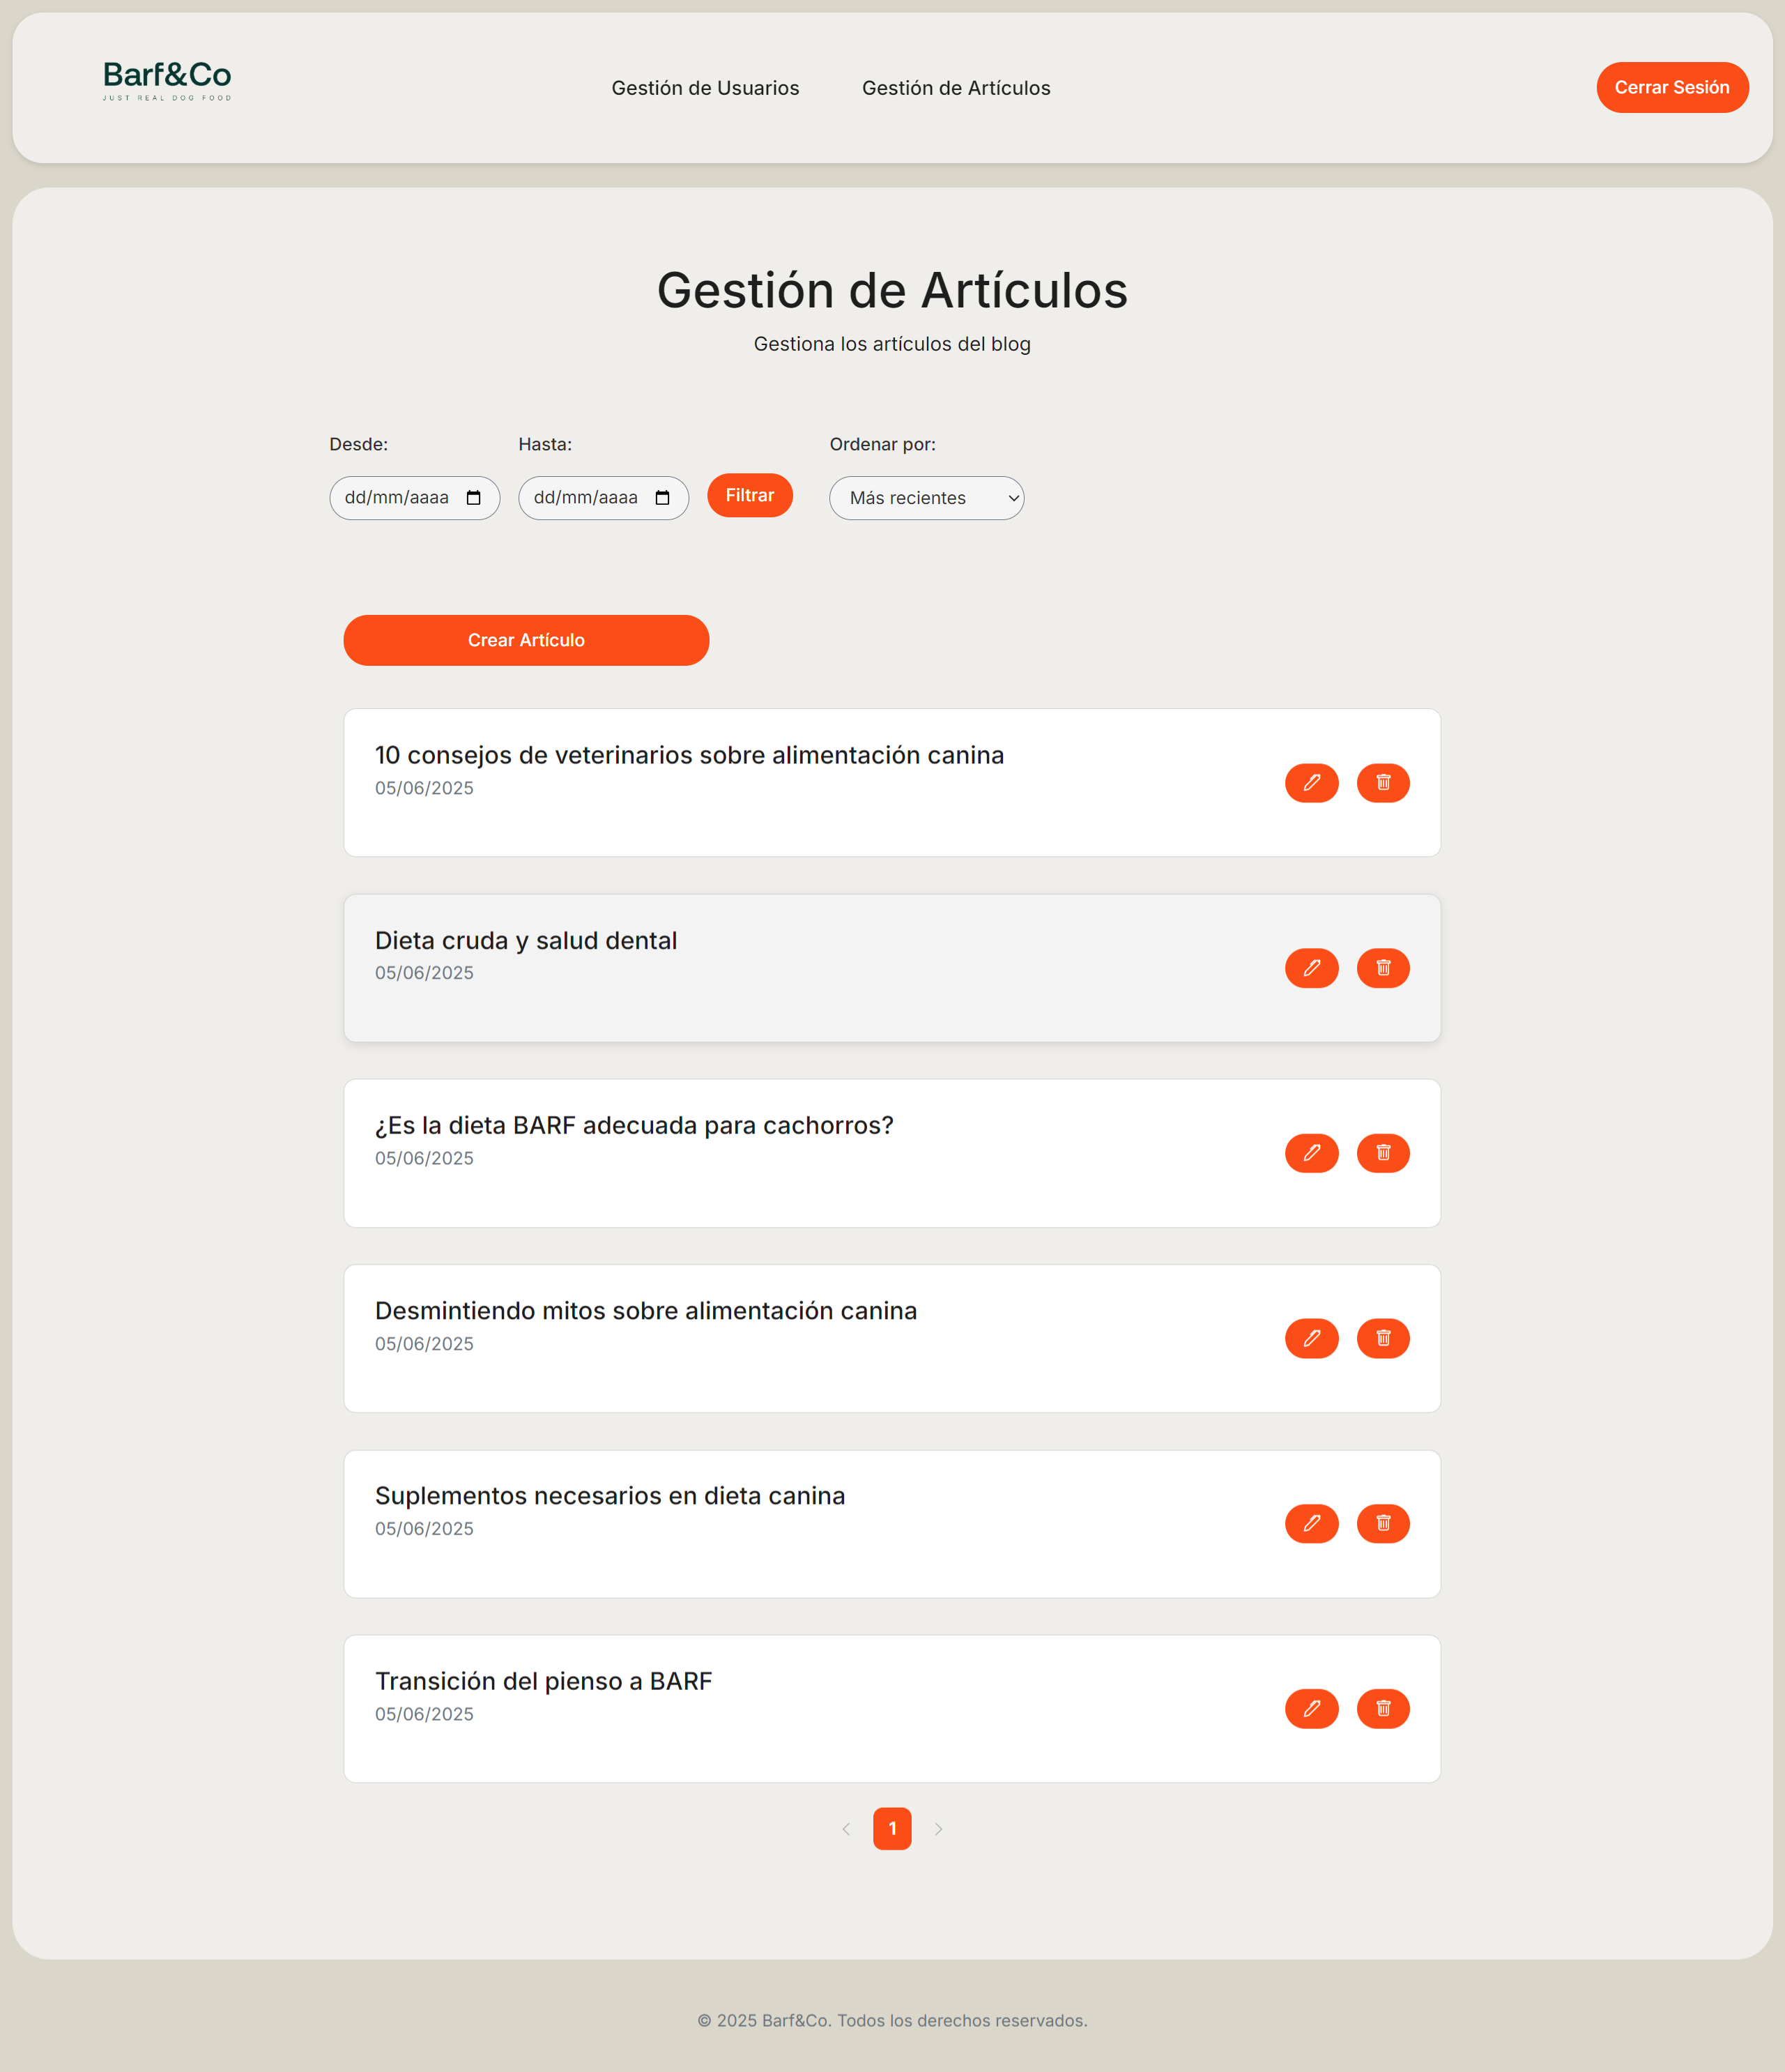 Barf&Co
JUST REAL DOG FOOD
Gestión de Usuarios
Gestión de Artículos
Cerrar Sesión
Gestión de Artículos
Gestiona los artículos del blog
Desde:
Hasta:
Ordenar por:
dd/mm/aaaa
dd/mm/aaaa
Filtrar
Más recientes
Crear Artículo
10 consejos de veterinarios sobre alimentación canina
05/06/2025
Dieta cruda y salud dental
05/06/2025
¿Es la dieta BARF adecuada para cachorros?
05/06/2025
Desmintiendo mitos sobre alimentación canina
05/06/2025
Suplementos necesarios en dieta canina
05/06/2025
Transición del pienso a BARF
05/06/2025
1
© 2025 Barf&Co. Todos los derechos reservados.